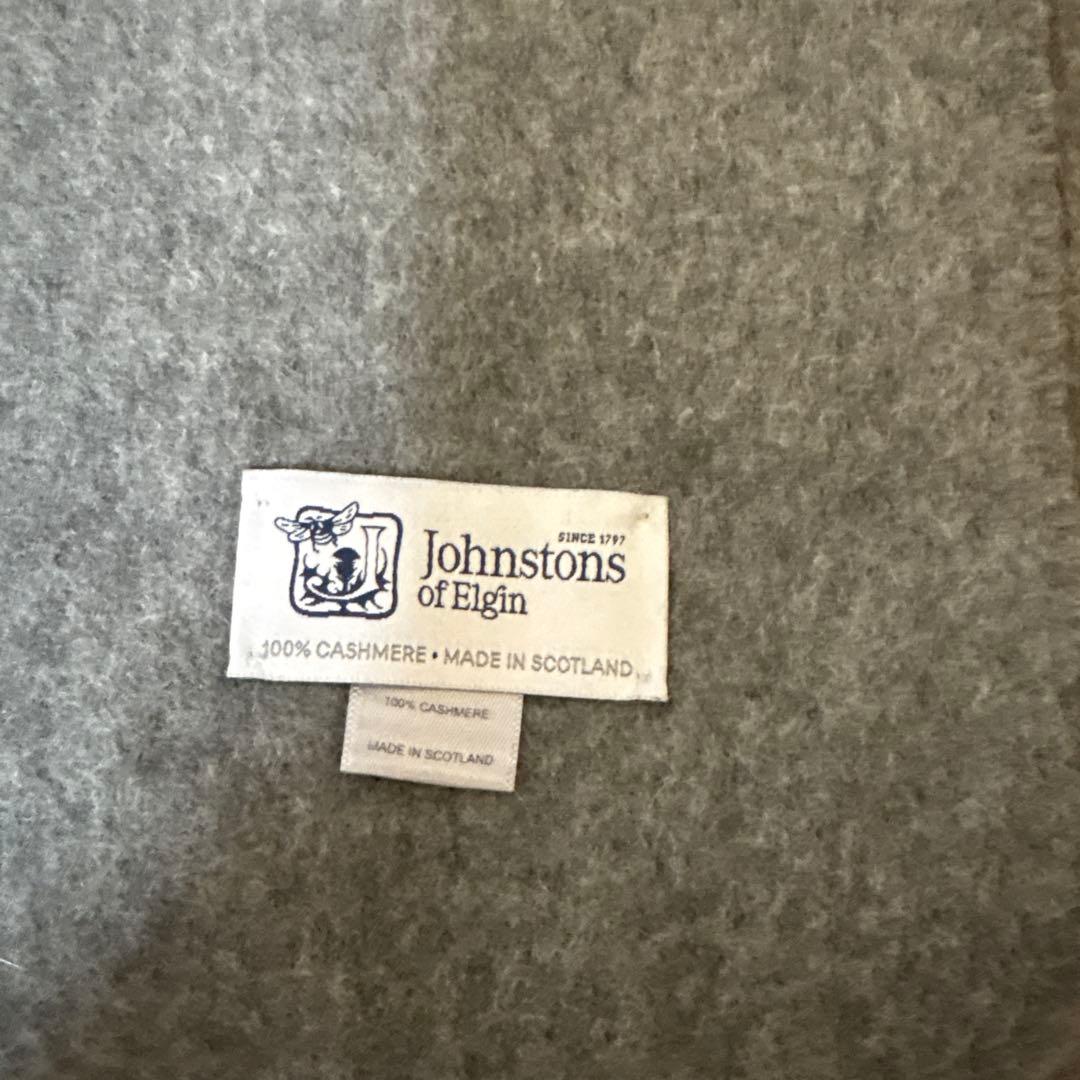 SINCE 1797
Johnstons
of Elgin
100% CASHMERE • MADE IN SCOTLAND
100% CASHMERE
MADE IN SCOTLAND